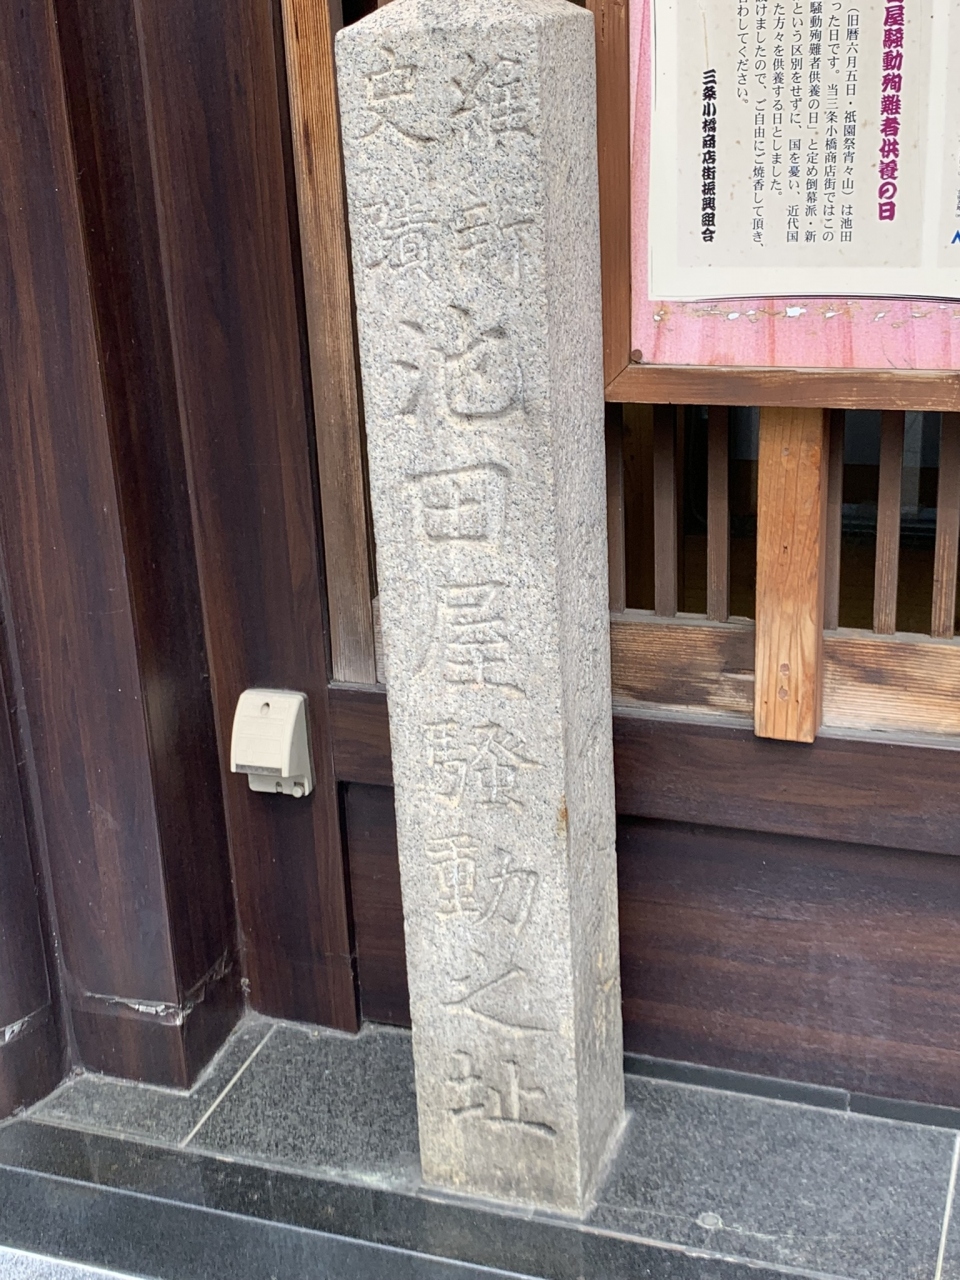 維新
史蹟
池田屋騒動之址
屋騒動殉難者供養の日
（旧暦六月五日・祇園祭宵々山）は池田
った日です。当三条小橋商店街ではこの
騒動殉難者供養の日」と定め倒幕派・新
という区別をせずに、国を憂い、近代国
た方々を供養する日としました。
けましたので、ご自由にご焼香して頂き、
わしてください。
三条小橋商店街振興組合